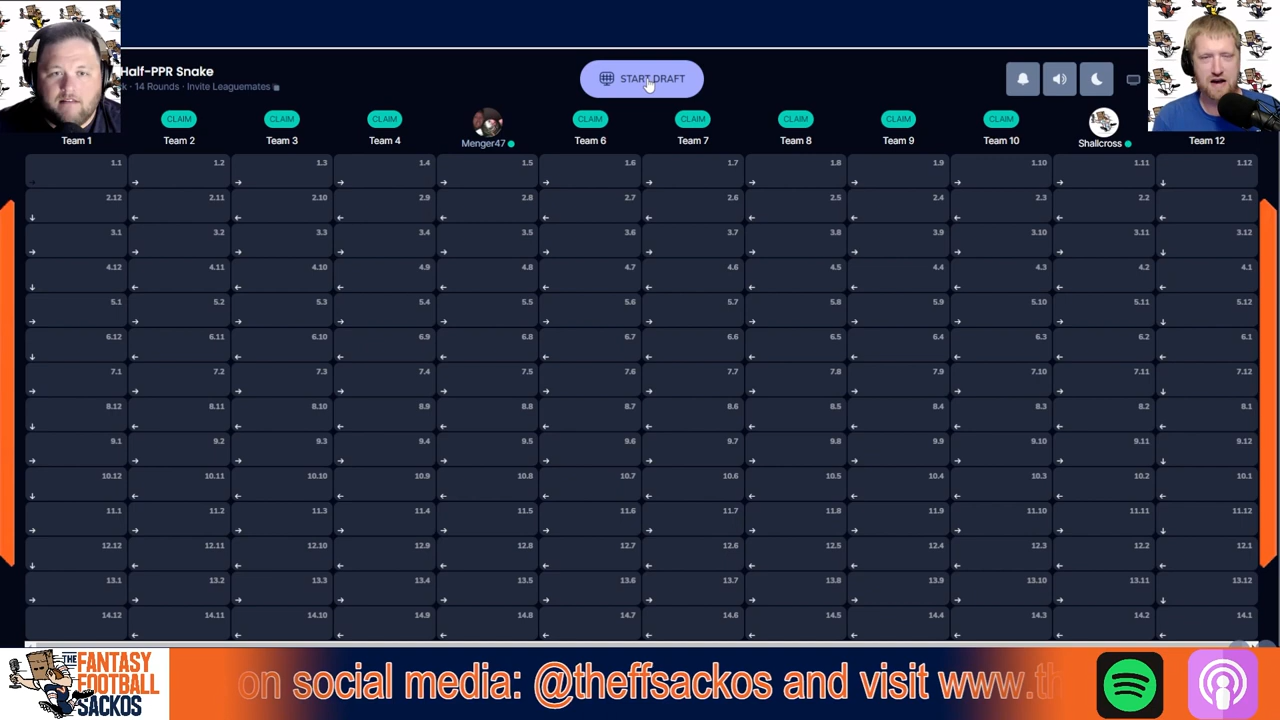 Half-PPR Snake
START DRAFT
k · 14 Rounds · Invite Leaguemates
CLAIM CLAIM CLAIM CLAIM CLAIM CLAIM CLAIM CLAIM
Team 1 Team 2 Team 3 Team 4 Menger47 Team 6 Team 7 Team 8 Team 9 Team 10 Shallcross Team 12
1.1 1.2 1.3 1.4 1.5 1.6 1.7 1.8 1.9 1.10 1.11 1.12
2.12 2.11 2.10 2.9 2.8 2.7 2.6 2.5 2.4 2.3 2.2 2.1
3.1 3.2 3.3 3.4 3.5 3.6 3.7 3.8 3.9 3.10 3.11 3.12
4.12 4.11 4.10 4.9 4.8 4.7 4.6 4.5 4.4 4.3 4.2 4.1
5.1 5.2 5.3 5.4 5.5 5.6 5.7 5.8 5.9 5.10 5.11 5.12
6.12 6.11 6.10 6.9 6.8 6.7 6.6 6.5 6.4 6.3 6.2 6.1
7.1 7.2 7.3 7.4 7.5 7.6 7.7 7.8 7.9 7.10 7.11 7.12
8.12 8.11 8.10 8.9 8.8 8.7 8.6 8.5 8.4 8.3 8.2 8.1
9.1 9.2 9.3 9.4 9.5 9.6 9.7 9.8 9.9 9.10 9.11 9.12
10.12 10.11 10.10 10.9 10.8 10.7 10.6 10.5 10.4 10.3 10.2 10.1
11.1 11.2 11.3 11.4 11.5 11.6 11.7 11.8 11.9 11.10 11.11 11.12
12.12 12.11 12.10 12.9 12.8 12.7 12.6 12.5 12.4 12.3 12.2 12.1
13.1 13.2 13.3 13.4 13.5 13.6 13.7 13.8 13.9 13.10 13.11 13.12
14.12 14.11 14.10 14.9 14.8 14.7 14.6 14.5 14.4 14.3 14.2 14.1
THE
FANTASY
FOOTBALL
SACKOS
on social media: @theffsackos and visit www.th